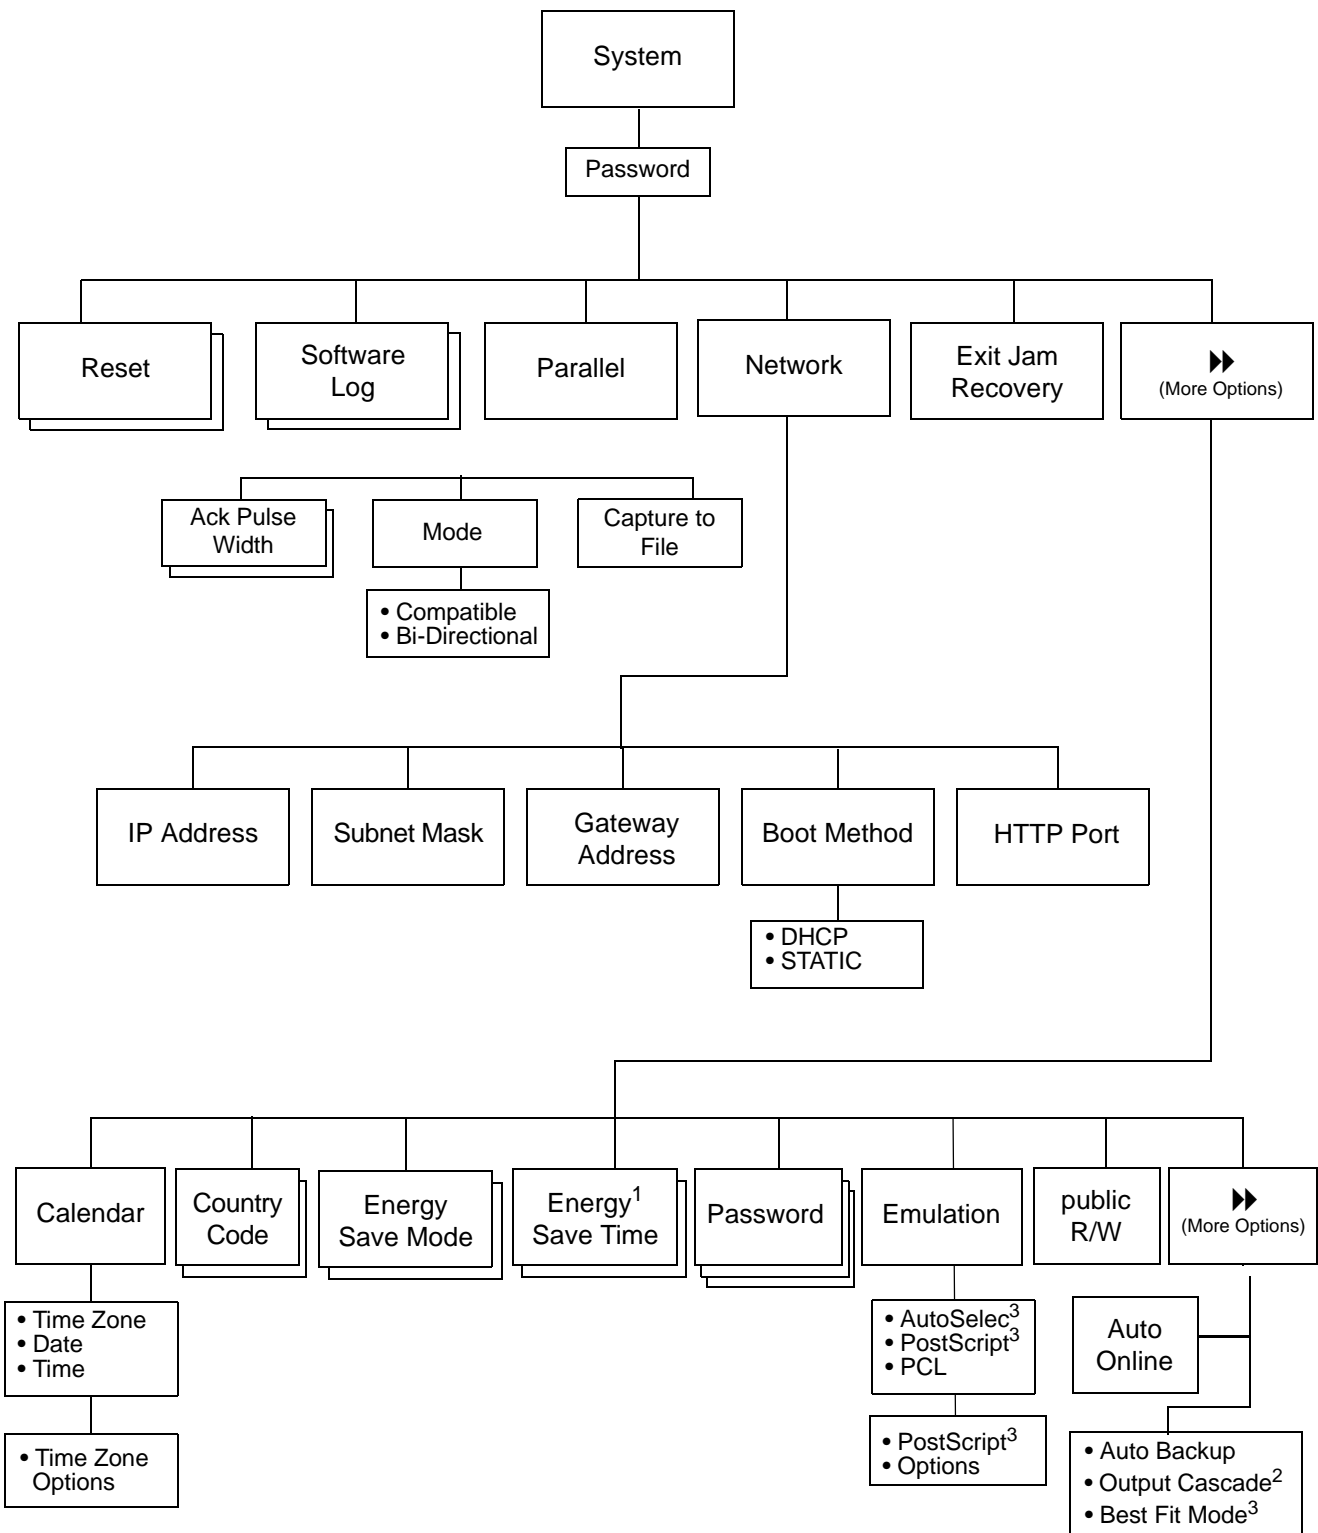 System
Password
Reset
Software
Log
Parallel
Network
Exit Jam
Recovery
(More Options)
Ack Pulse
Width
Mode
Capture to
File
• Compatible
• Bi-Directional
IP Address
Subnet Mask
Gateway
Address
Boot Method
HTTP Port
• DHCP
• STATIC
Calendar
Country
Code
Energy
Save Mode
Energy¹
Save Time
Password
Emulation
public
R/W
(More Options)
• Time Zone
• Date
• Time
• AutoSelec³
• PostScript³
• PCL
Auto
Online
• Time Zone
Options
• PostScript³
• Options
• Auto Backup
• Output Cascade²
• Best Fit Mode³